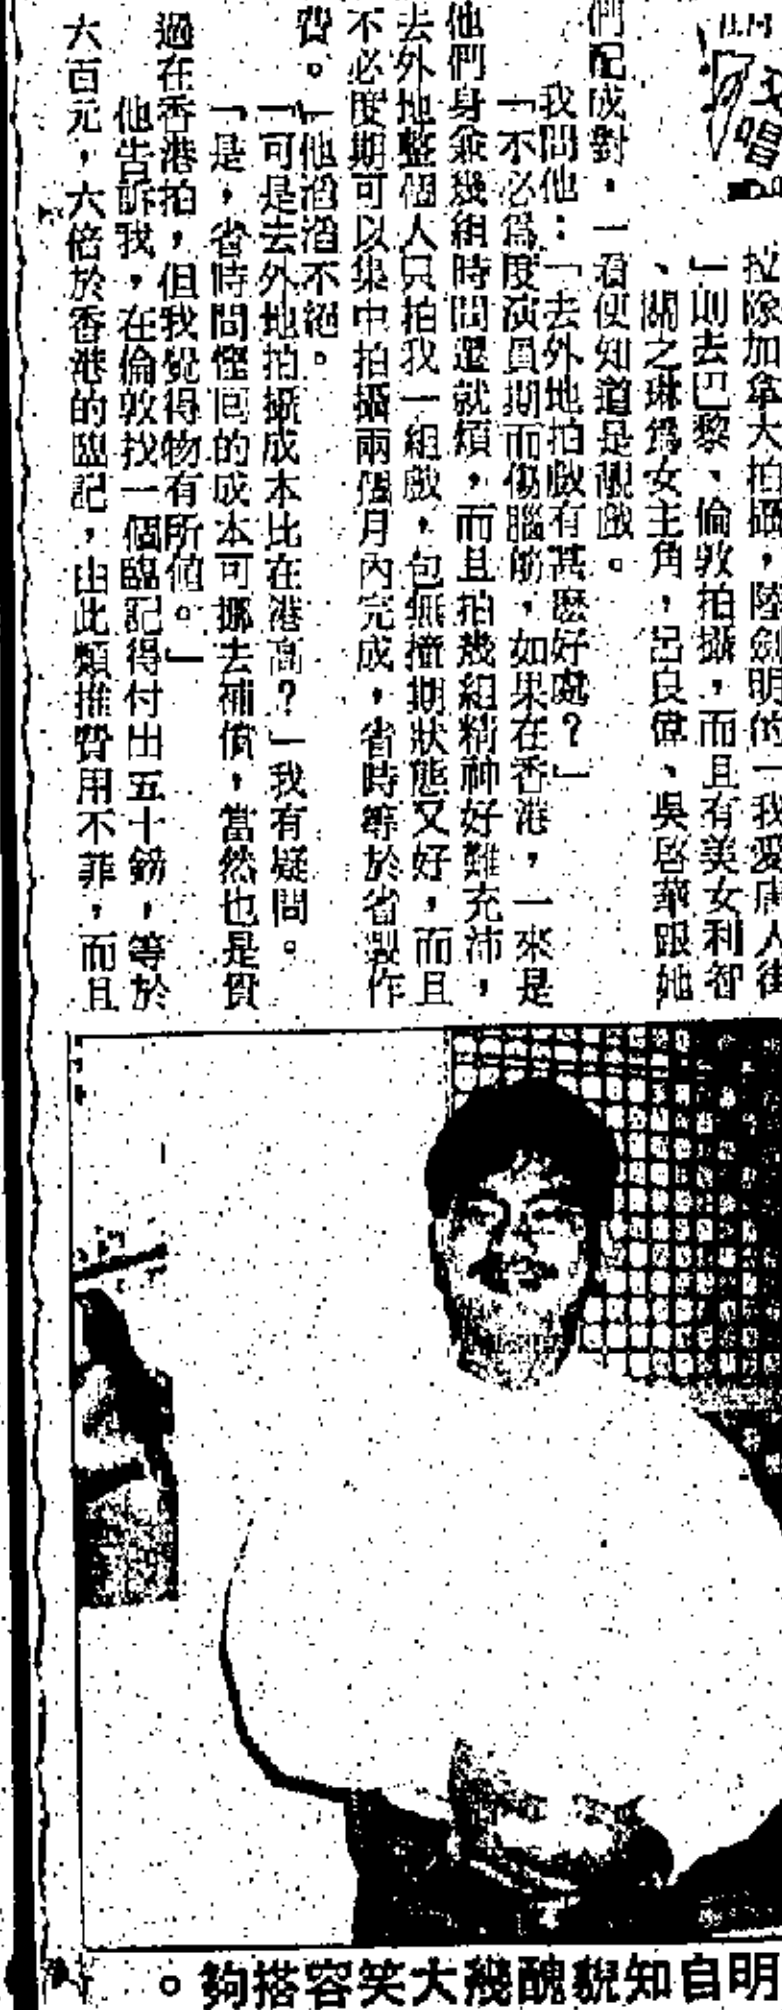 拉隊加拿大拍攝，陸劍明的「我愛唐人街
」則去巴黎、倫敦拍攝，而且有美女利智
、關之琳爲女主角，呂良偉、吳啓華跟她
們配成對，一看便知道是靚戲。
我問他：「去外地拍戲有甚麽好處？」
「不必爲度演員期而傷腦筋，如果在香港，一來是
他們身兼幾組時間遷就煩，而且拍幾組精神好難充沛，
去外地整個人只拍我一組戲，包無撞期狀態又好，而且
不必度期可以集中拍攝兩個月內完成，省時等於省製作
費。」他滔滔不絕。
「可是去外地拍攝成本比在港高？」我有疑問。
「是，省時間慳回的成本可挪去補償，當然也是貴
過在香港拍，但我覺得物有所值。」
他告訴我，在倫敦找一個臨記得付出五十鎊，等於
六百元，六倍於香港的臨記，由此類推費用不菲，而且
明自知貌醜殘大笑容搭夠。